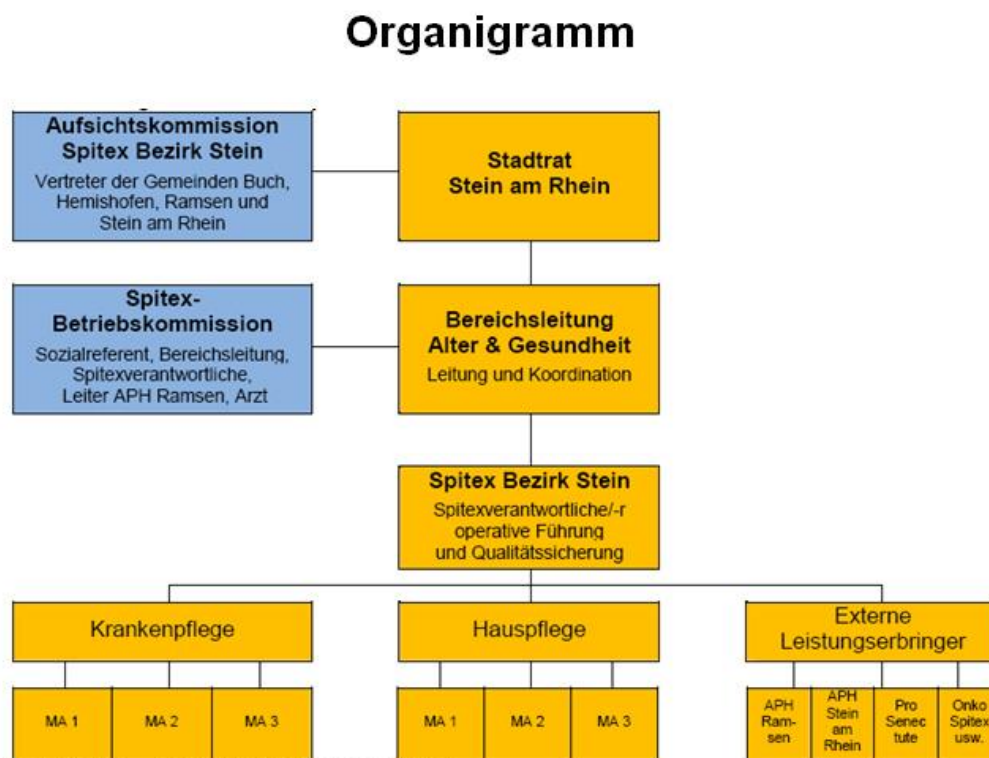 Organigramm
Aufsichtskommission
Spitex Bezirk Stein
Vertreter der Gemeinden Buch,
Hemishofen, Ramsen und
Stein am Rhein
Stadtrat
Stein am Rhein
Spitex-
Betriebskommission
Sozialreferent, Bereichsleitung,
Spitexverantwortliche,
Leiter APH Ramsen, Arzt
Bereichsleitung
Alter & Gesundheit
Leitung und Koordination
Spitex Bezirk Stein
Spitexverantwortliche/-r
operative Führung
und Qualitätssicherung
Krankenpflege
Hauspflege
Externe
Leistungserbringer
MA 1
MA 2
MA 3
MA 1
MA 2
MA 3
APH
Ram-
sen
APH
Stein
am
Rhein
Pro
Senec
tute
Onko
Spitex
usw.